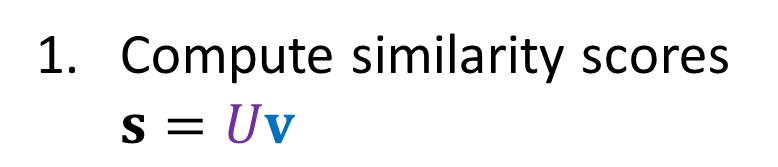 1. Compute similarity scores
s = Uv